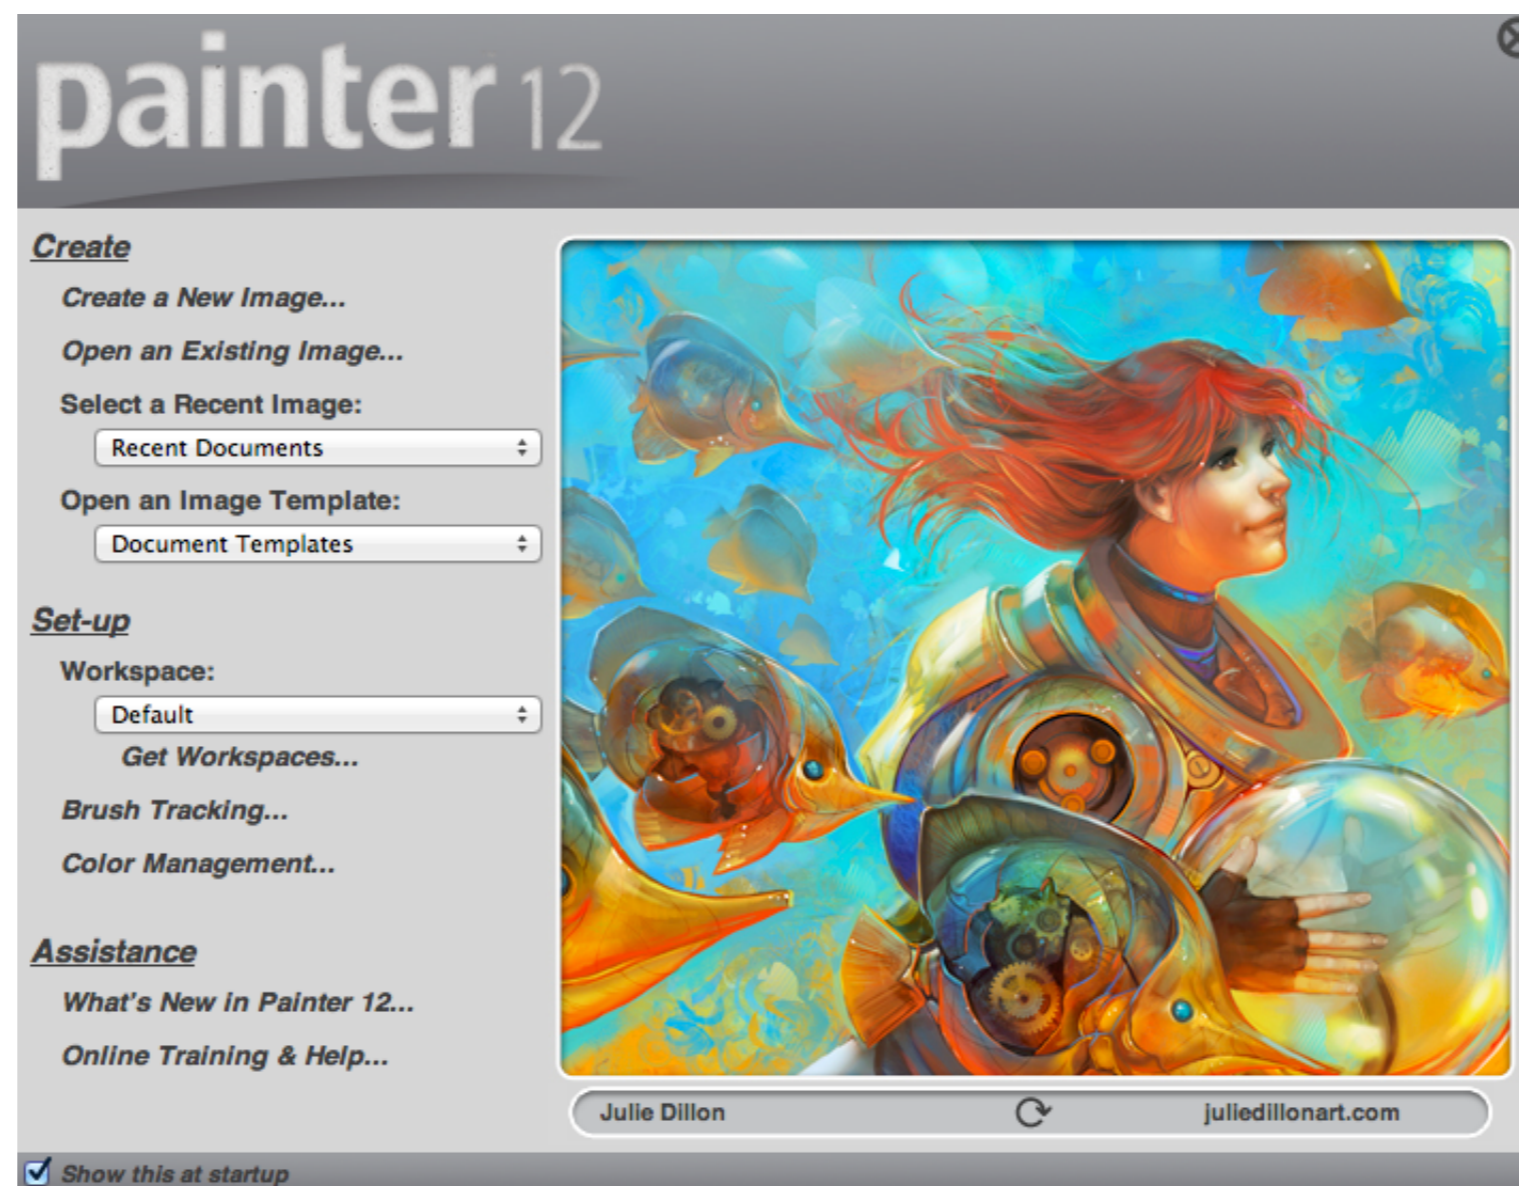 painter 12
Create
Create a New Image...
Open an Existing Image...
Select a Recent Image:
Recent Documents
Open an Image Template:
Document Templates
Set-up
Workspace:
Default
Get Workspaces...
Brush Tracking...
Color Management...
Assistance
What's New in Painter 12...
Online Training & Help...
Julie Dillon
juliedillonart.com
Show this at startup